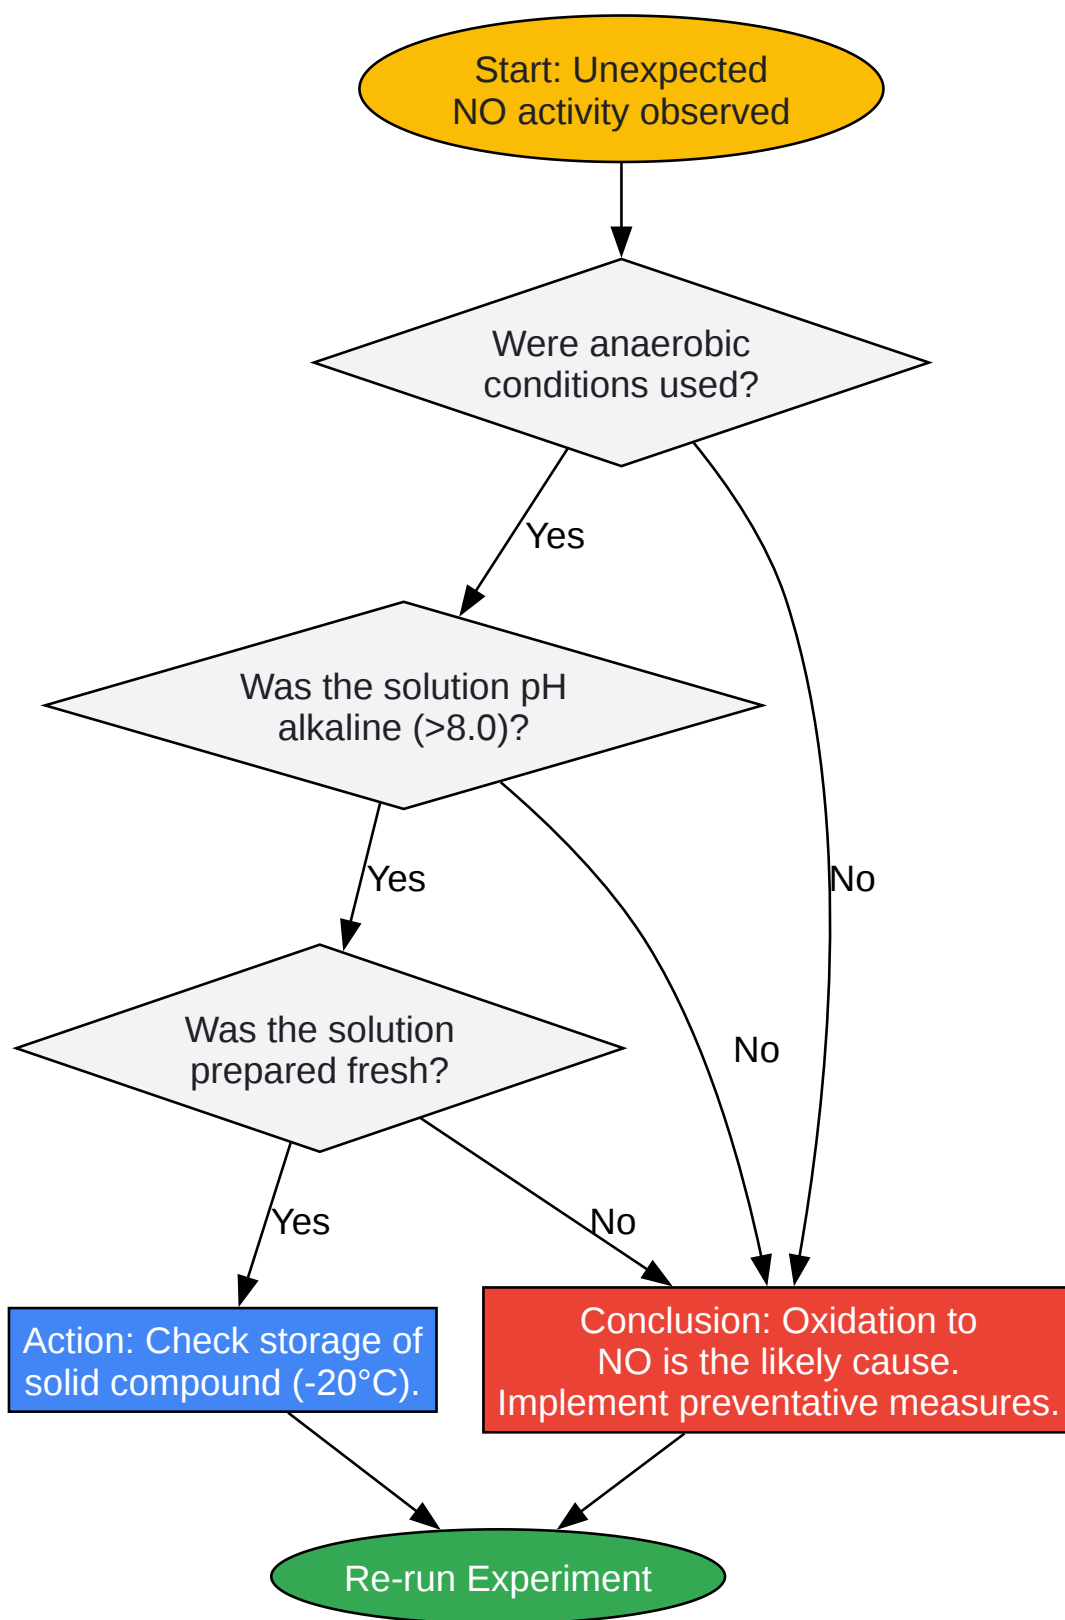 Start: Unexpected
NO activity observed
Were anaerobic
conditions used?
Yes
Was the solution pH
alkaline (>8.0)?
Yes
No
Was the solution
prepared fresh?
No
Yes
No
Action: Check storage of
solid compound (-20°C).
Conclusion: Oxidation to
NO is the likely cause.
Implement preventative measures.
Re-run Experiment